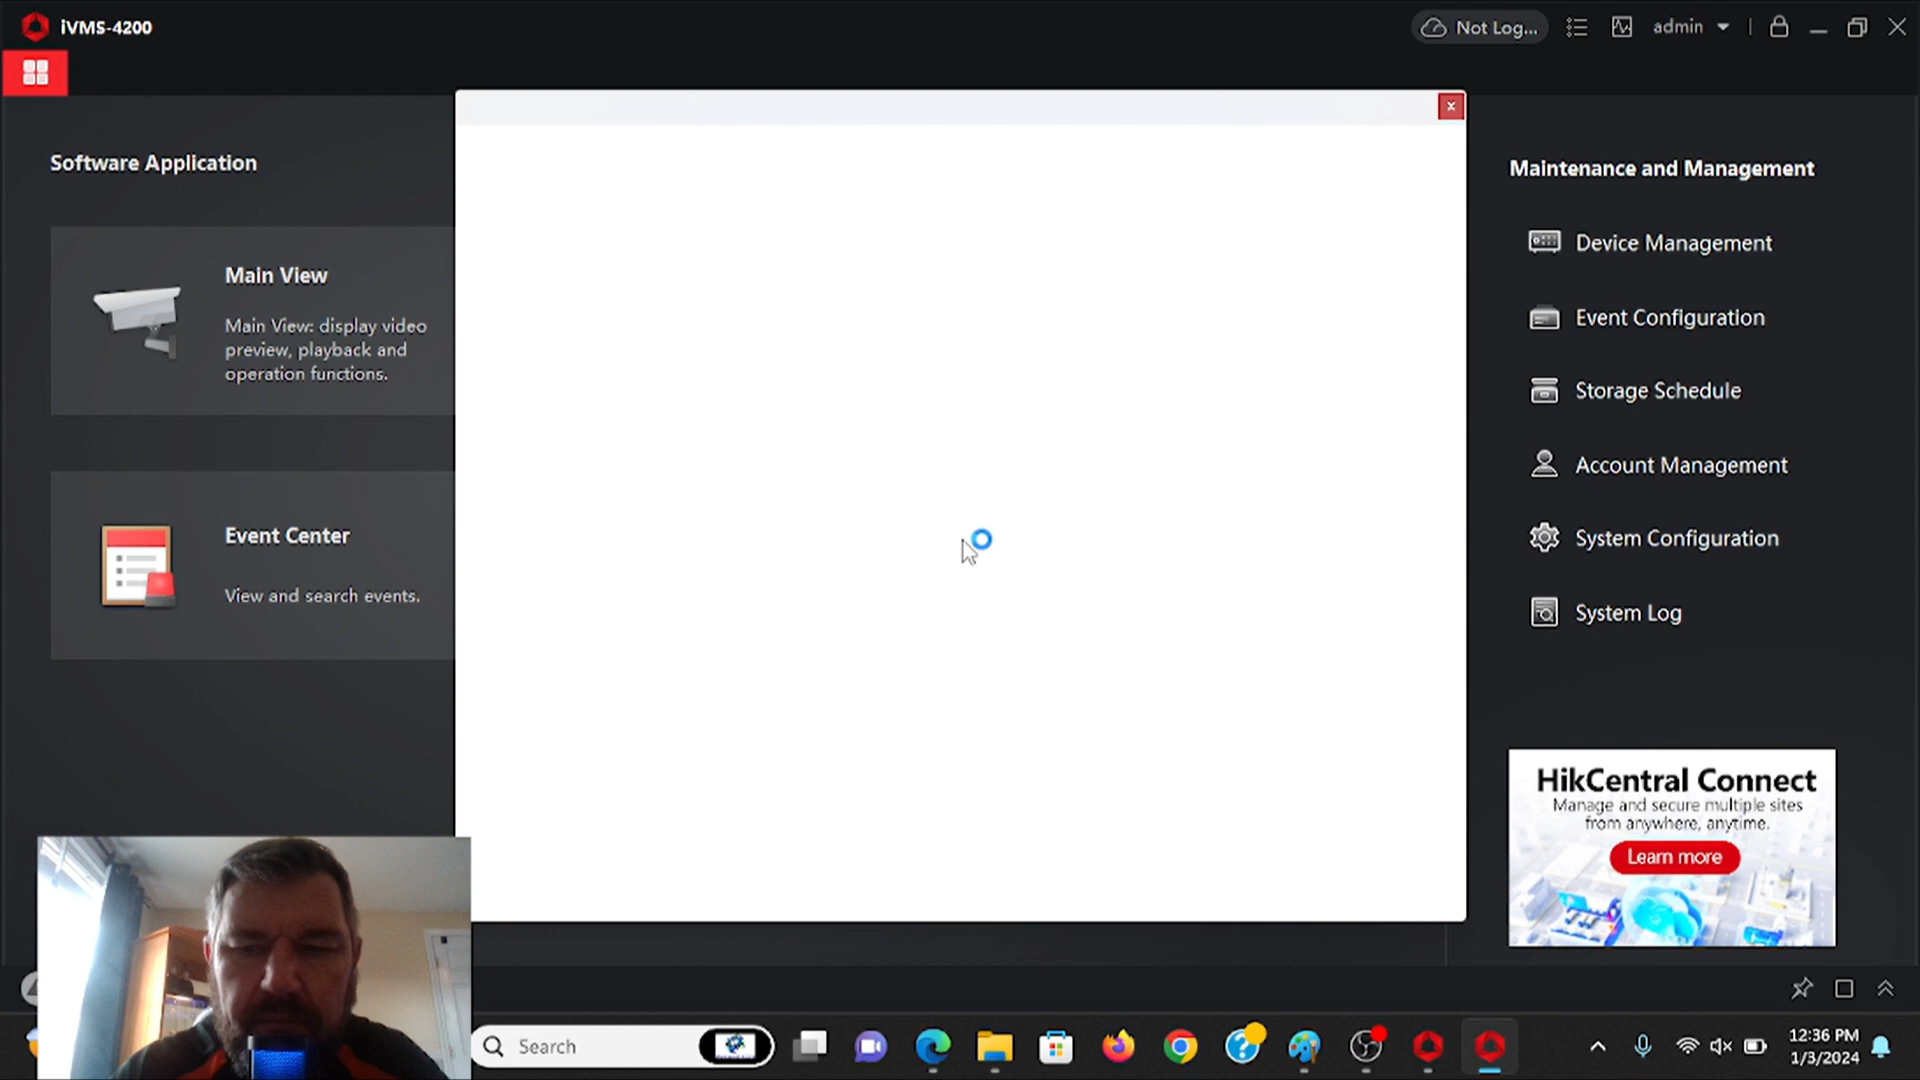 iVMS-4200
Not Log...
admin
Software Application
Main View
Main View: display video
preview, playback and
operation functions.
Event Center
View and search events.
Maintenance and Management
Device Management
Event Configuration
Storage Schedule
Account Management
System Configuration
System Log
HikCentral Connect
Manage and secure multiple sites
from anywhere, anytime.
Learn more
Search
12:36 PM
1/3/2024